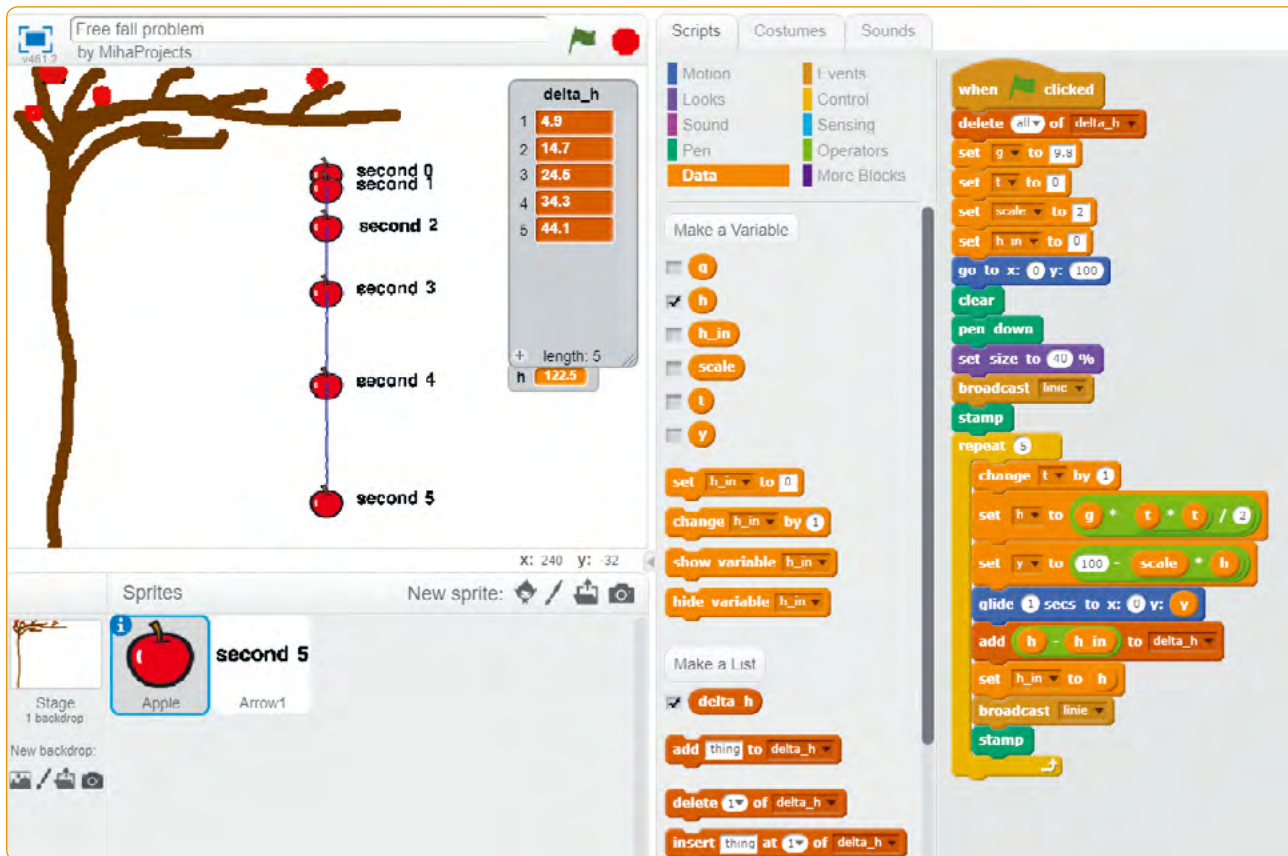 Free fall problem
by MihaProjects
v461.2
delta_h
1 4.9
2 14.7
3 24.5
4 34.3
5 44.1
+ length: 5
h 122.5
second 0
second 1
second 2
second 3
second 4
second 5
x: 240 y: -32
Sprites
New sprite:
Stage
1 backdrop
New backdrop:
Apple
second 5
Arrow1
Scripts
Costumes
Sounds
Motion
Looks
Sound
Pen
Data
Events
Control
Sensing
Operators
More Blocks
Make a Variable
g
h
h_in
scale
t
y
set h_in to 0
change h_in by 1
show variable h_in
hide variable h_in
Make a List
delta_h
add thing to delta_h
delete 1 of delta_h
insert thing at 1 of delta_h
when clicked
delete all of delta_h
set g to 9.8
set t to 0
set scale to 2
set h_in to 0
go to x: 0 y: 100
clear
pen down
set size to 40 %
broadcast linie
stamp
repeat 5
change t by 1
set h to g * t * t / 2
set y to 100 - scale * h
glide 1 secs to x: 0 y: y
add h - h_in to delta_h
set h_in to h
broadcast linie
stamp